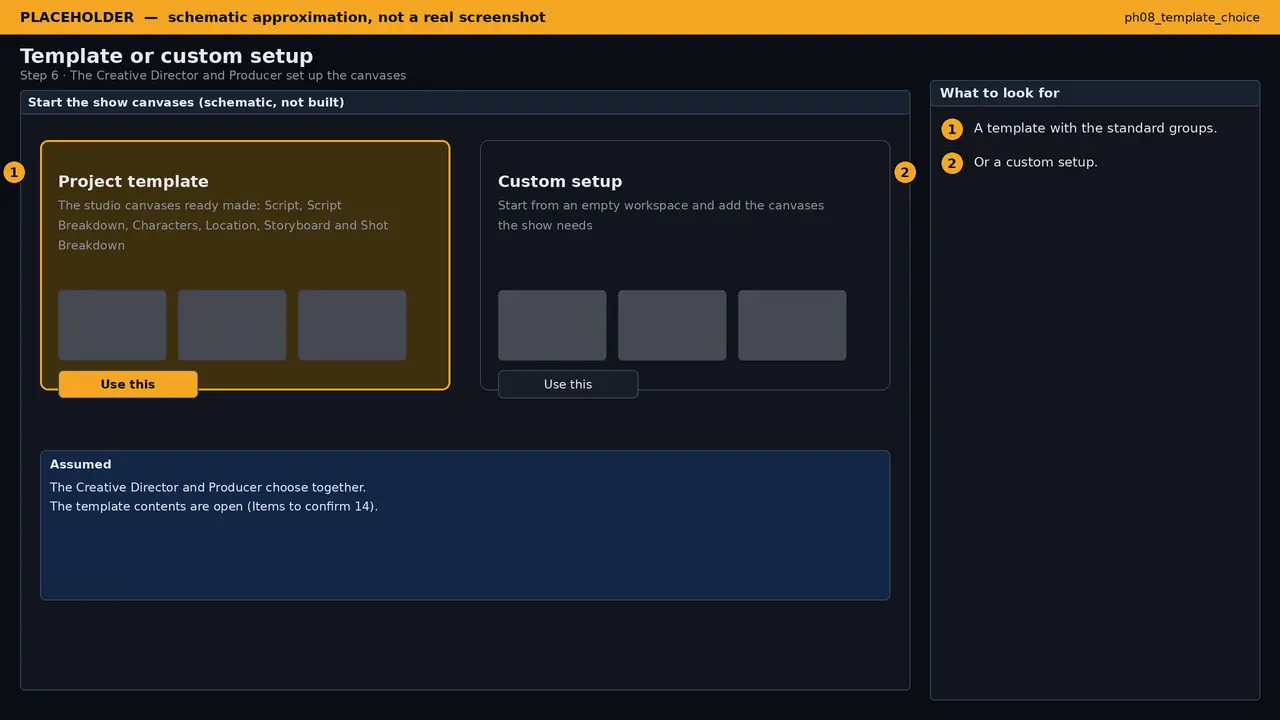 PLACEHOLDER — schematic approximation, not a real screenshot
ph08_template_choice
Template or custom setup
Step 6 · The Creative Director and Producer set up the canvases
Start the show canvases (schematic, not built)
1
Project template
The studio canvases ready made: Script, Script
Breakdown, Characters, Location, Storyboard and Shot
Breakdown
Use this
2
Custom setup
Start from an empty workspace and add the canvases
the show needs
Use this
Assumed
The Creative Director and Producer choose together.
The template contents are open (Items to confirm 14).
What to look for
1 A template with the standard groups.
2 Or a custom setup.